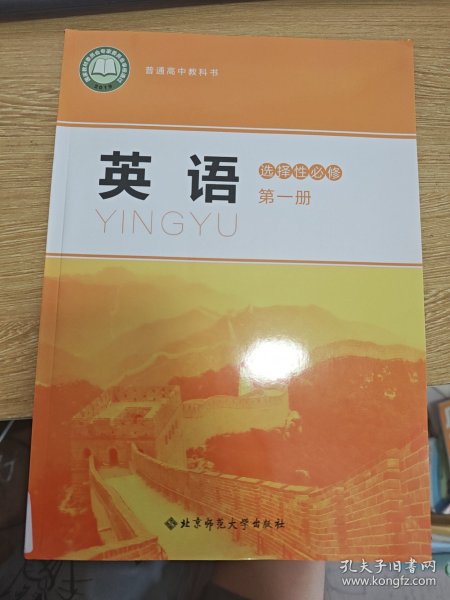 普通高中教科书
2019
英语
选择性必修
第一册
YINGYU
北京师范大学出版社
孔夫子旧书网
www.kongfz.com